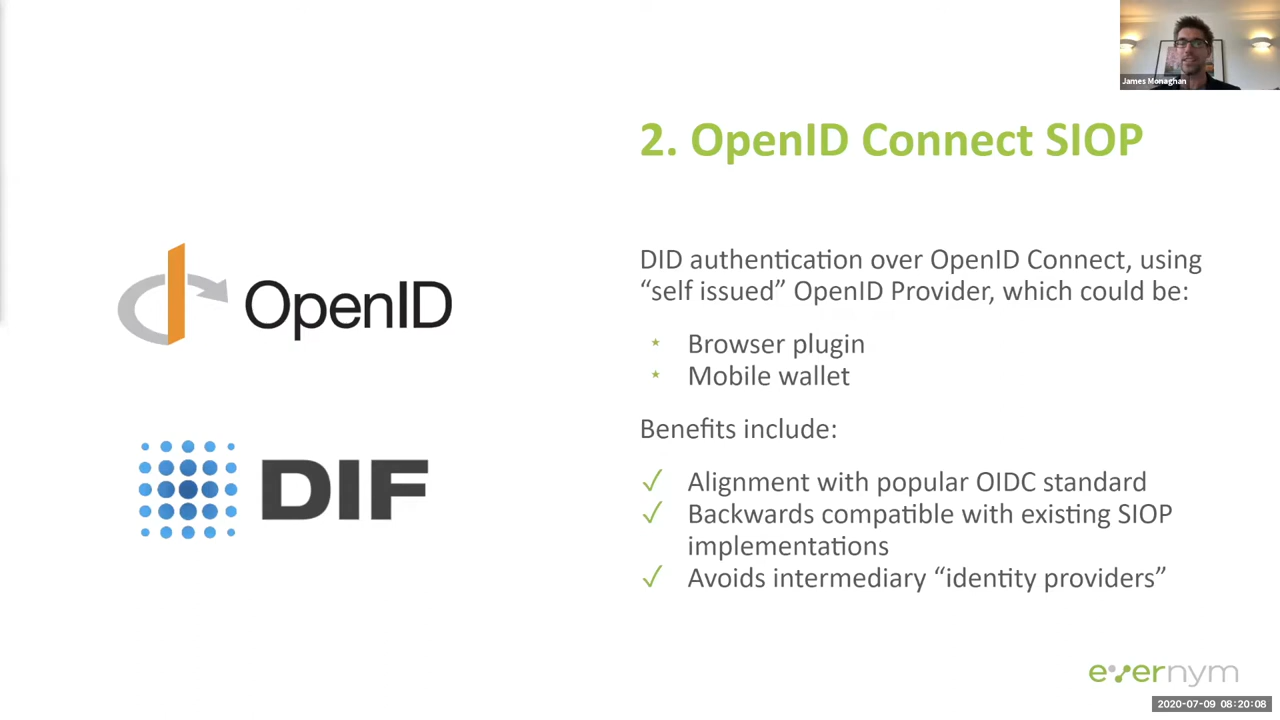 James Monaghan
2. OpenID Connect SIOP
OpenID
DIF
DID authentication over OpenID Connect, using
“self issued” OpenID Provider, which could be:
Browser plugin
Mobile wallet
Benefits include:
Alignment with popular OIDC standard
Backwards compatible with existing SIOP
implementations
Avoids intermediary “identity providers”
evernym
2020-07-09 08:20:08